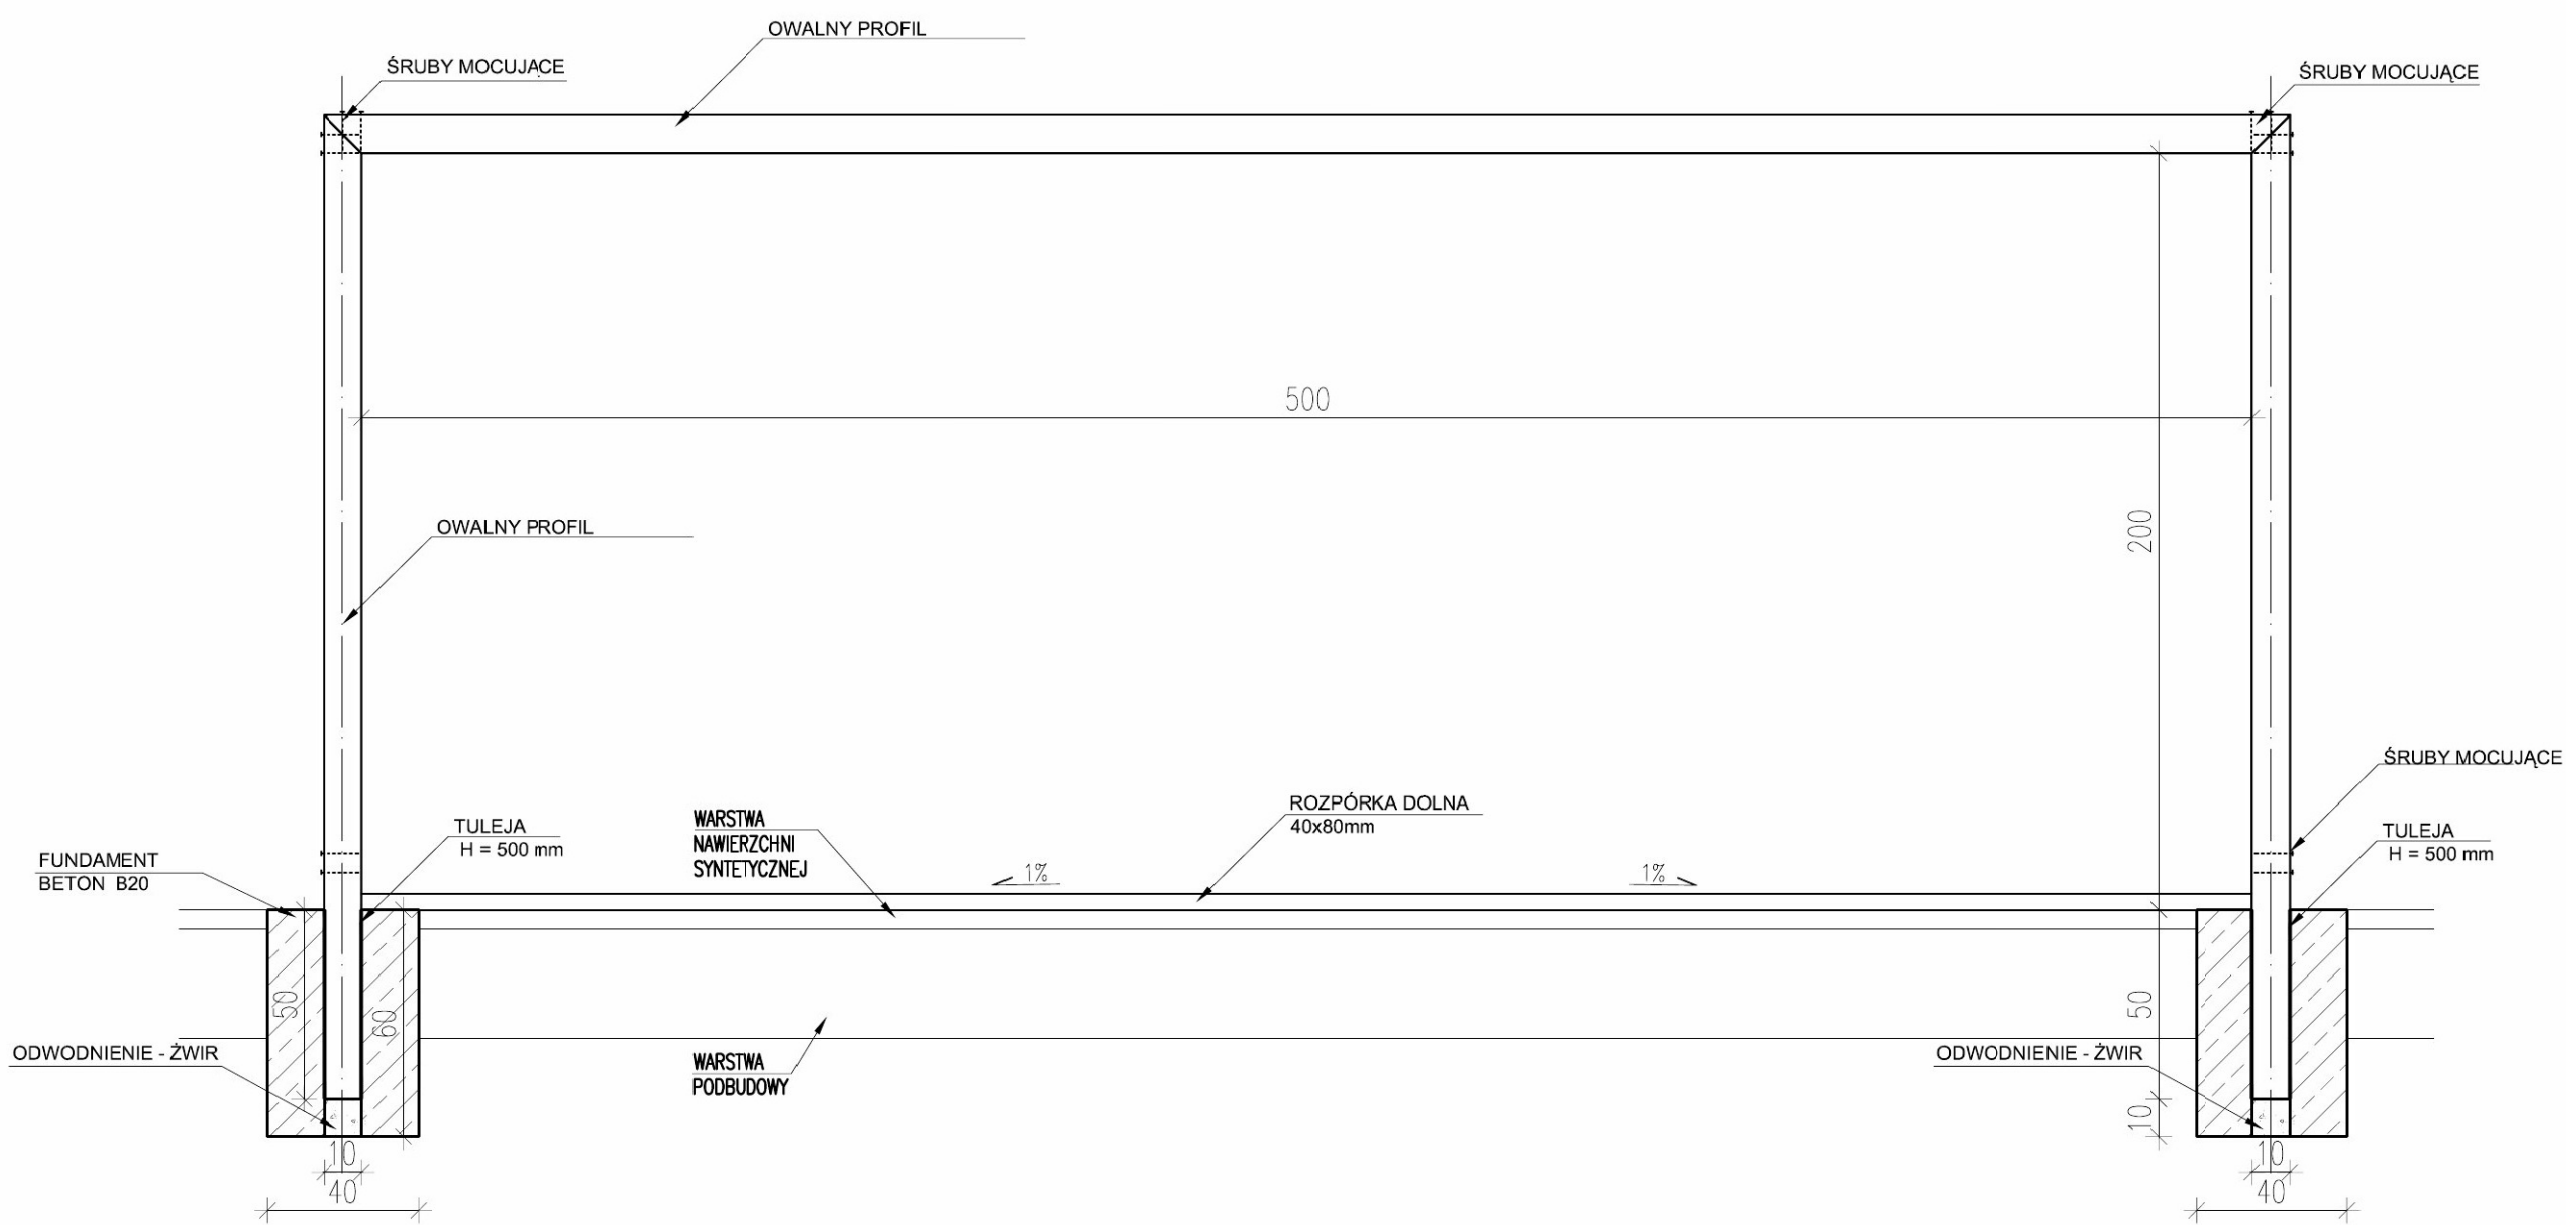 OWALNY PROFIL
ŚRUBY MOCUJĄCE
ŚRUBY MOCUJĄCE
500
200
OWALNY PROFIL
ŚRUBY MOCUJĄCE
ROZPÓRKA DOLNA
40x80mm
WARSTWA
NAWIERZCHNI
SYNTETYCZNEJ
TULEJA
H = 500 mm
TULEJA
H = 500 mm
FUNDAMENT
BETON B20
1%
1%
50
60
50
ODWODNIENIE - ŻWIR
WARSTWA
PODBUDOWY
ODWODNIENIE - ŻWIR
10
10
40
10
40